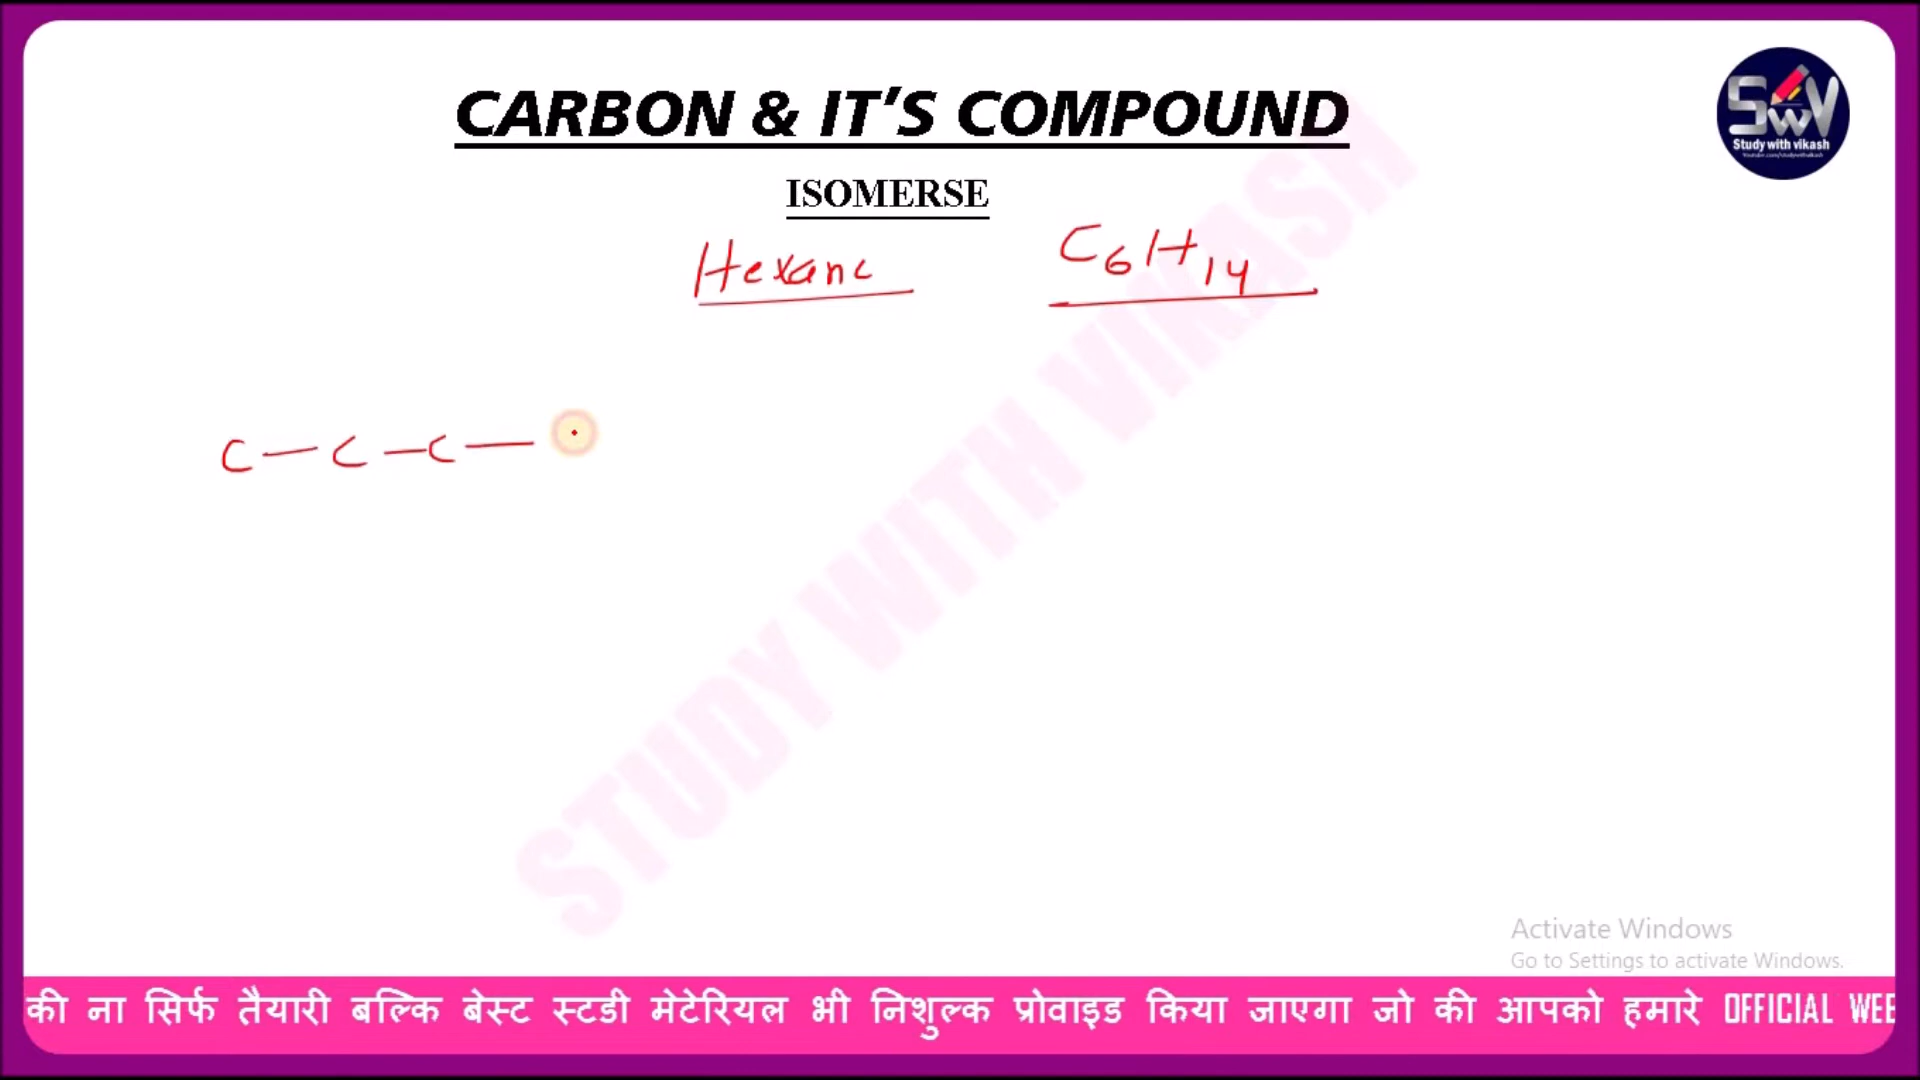 CARBON & IT'S COMPOUND
SWV
Study with vikash
ISOMERSE
Hexane C6H14
C — C — C —
STUDY WITH VIKASH
Activate Windows
Go to Settings to activate Windows.
की ना सिर्फ तैयारी बल्कि बेस्ट स्टडी मेटेरियल भी निशुल्क प्रोवाइड किया जाएगा जो की आपको हमारे OFFICIAL WEE